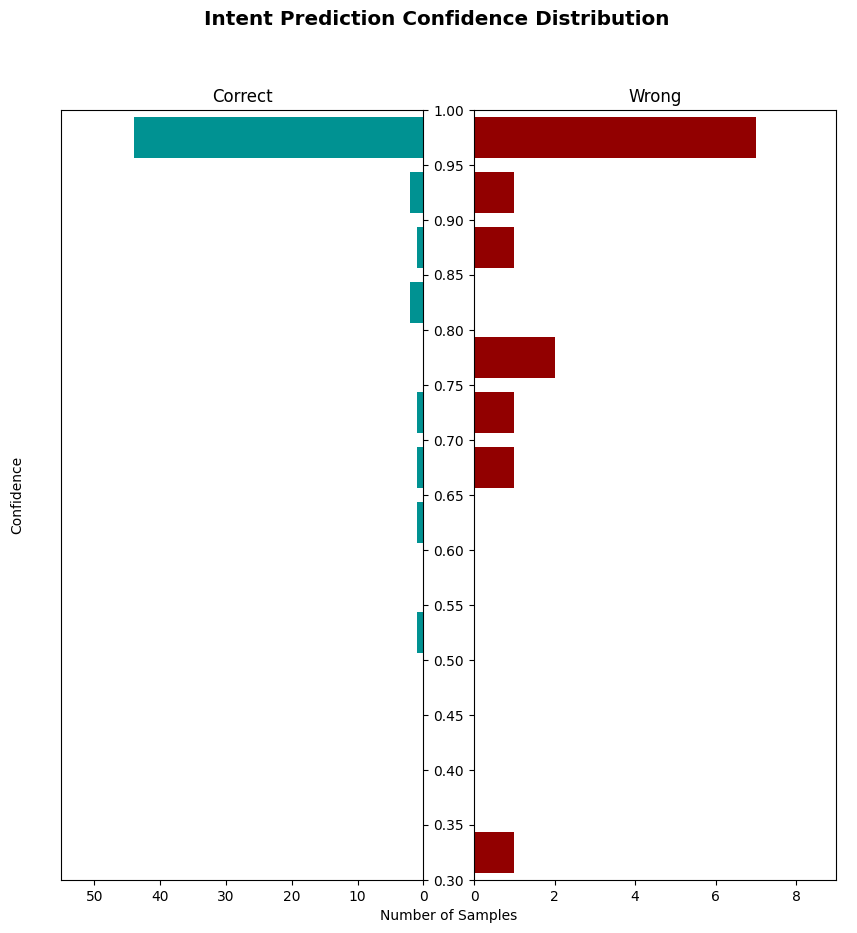 Intent Prediction Confidence Distribution
Correct
Wrong
1.00
0.95
0.90
0.85
0.80
0.75
0.70
0.65
0.60
0.55
0.50
0.45
0.40
0.35
0.30
Confidence
50 40 30 20 10 0
0 2 4 6 8
Number of Samples